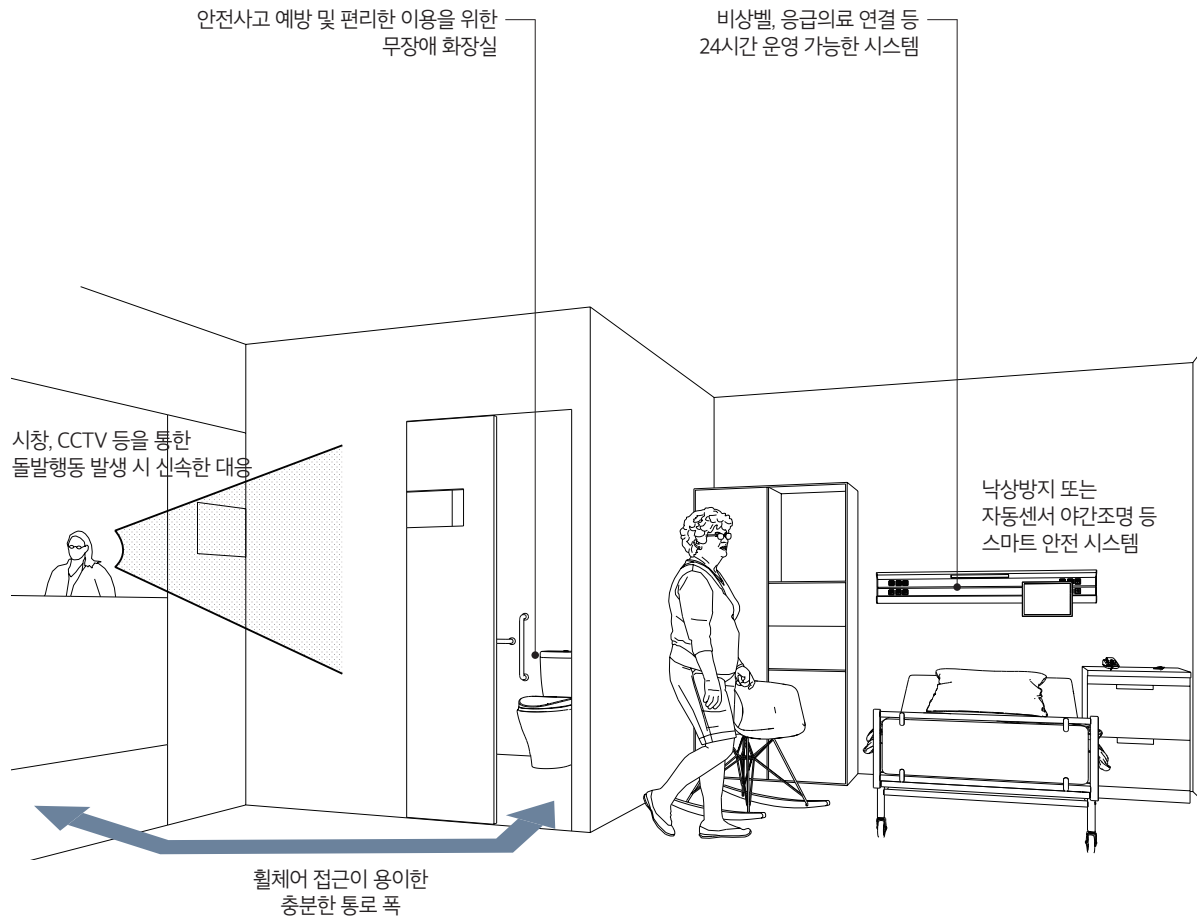 안전사고 예방 및 편리한 이용을 위한
무장애 화장실
비상벨, 응급의료 연결 등
24시간 운영 가능한 시스템
시창, CCTV 등을 통한
돌발행동 발생 시 신속한 대응
낙상방지 또는
자동센서 야간조명 등
스마트 안전 시스템
휠체어 접근이 용이한
충분한 통로 폭